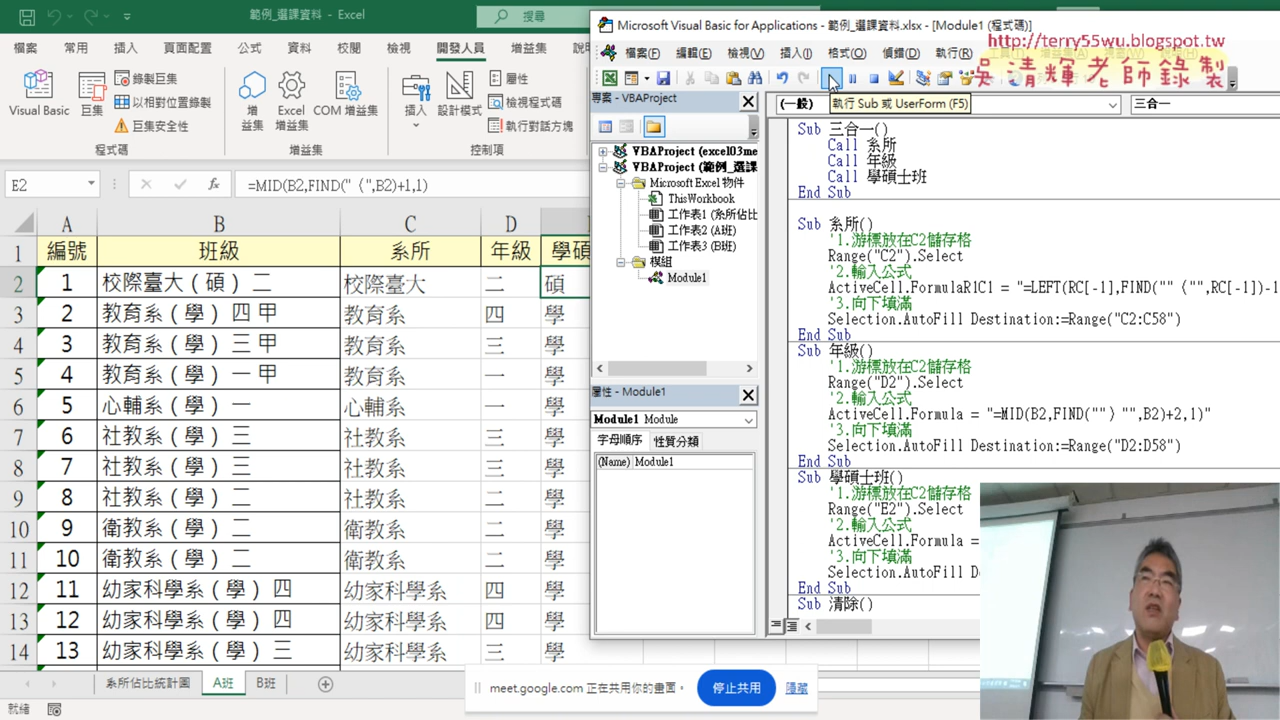 範例_選課資料 - Excel
搜尋
檔案 常用 插入 頁面配置 公式 資料 校閱 檢視 開發人員 增益集
Visual Basic
巨集
錄製巨集
以相對位置錄製
巨集安全性
程式碼
增益集
Excel 增益集
COM 增益集
增益集
插入
設計模式
屬性
檢視程式碼
執行對話方塊
控制項
E2
=MID(B2,FIND("（",B2)+1,1)
A B C D
1 編號 班級 系所 年級 學碩
2 1 校際臺大（碩）二 校際臺大 二 碩
3 2 教育系（學）四甲 教育系 四 學
4 3 教育系（學）三甲 教育系 三 學
5 4 教育系（學）一甲 教育系 一 學
6 5 心輔系（學）一 心輔系 一 學
7 6 社教系（學）三 社教系 三 學
8 7 社教系（學）三 社教系 三 學
9 8 社教系（學）二 社教系 二 學
10 9 衛教系（學）二 衛教系 二 學
11 10 衛教系（學）二 衛教系 二 學
12 11 幼家科學系（學）四 幼家科學系 四 學
13 12 幼家科學系（學）四 幼家科學系 四 學
14 13 幼家科學系（學）三 幼家科學系 三 學
系所佔比統計圖 A班 B班
就緒
Microsoft Visual Basic for Applications - 範例_選課資料.xlsx - [Module1 (程式碼)]
檔案(F) 編輯(E) 檢視(V) 插入(I) 格式(O) 偵錯(D) 執行(R)
http://terry55wu.blogspot.tw
吳清輝老師錄製
執行 Sub 或 UserForm (F5)
專案 - VBAProject
VBAProject (excel03me
VBAProject (範例_選課
Microsoft Excel 物件
ThisWorkbook
工作表1 (系所佔比
工作表2 (A班)
工作表3 (B班)
模組
Module1
屬性 - Module1
Module1 Module
字母順序 性質分類
(Name) Module1
(一般)
三合一
Sub 三合一()
Call 系所
Call 年級
Call 學碩士班
End Sub
Sub 系所()
'1.游標放在C2儲存格
Range("C2").Select
'2.輸入公式
ActiveCell.FormulaR1C1 = "=LEFT(RC[-1],FIND(""（"",RC[-1])-1
'3.向下填滿
Selection.AutoFill Destination:=Range("C2:C58")
End Sub
Sub 年級()
'1.游標放在C2儲存格
Range("D2").Select
'2.輸入公式
ActiveCell.Formula = "=MID(B2,FIND(""）"",B2)+2,1)"
'3.向下填滿
Selection.AutoFill Destination:=Range("D2:D58")
End Sub
Sub 學碩士班()
'1.游標放在C2儲存格
Range("E2").Select
'2.輸入公式
ActiveCell.Formula =
'3.向下填滿
Selection.AutoFill De
End Sub
Sub 清除()
meet.google.com 正在共用你的畫面。
停止共用
隱藏